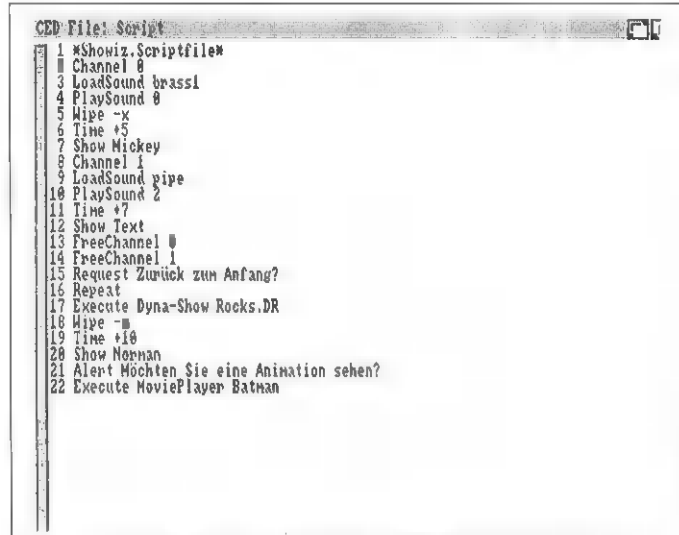 CED File: Script
1 *Showiz.Scriptfile*
Channel 0
3 LoadSound brass1
4 PlaySound 0
5 Wipe -x
6 Time +5
7 Show Mickey
8 Channel 1
9 LoadSound pipe
10 PlaySound 2
11 Time +7
12 Show Text
13 FreeChannel
14 FreeChannel 1
15 Request Zurück zum Anfang?
16 Repeat
17 Execute Dyna-Show Rocks.DR
18 Wipe
19 Time +10
20 Show Norman
21 Alert Möchten Sie eine Animation sehen?
22 Execute MoviePlayer Batman